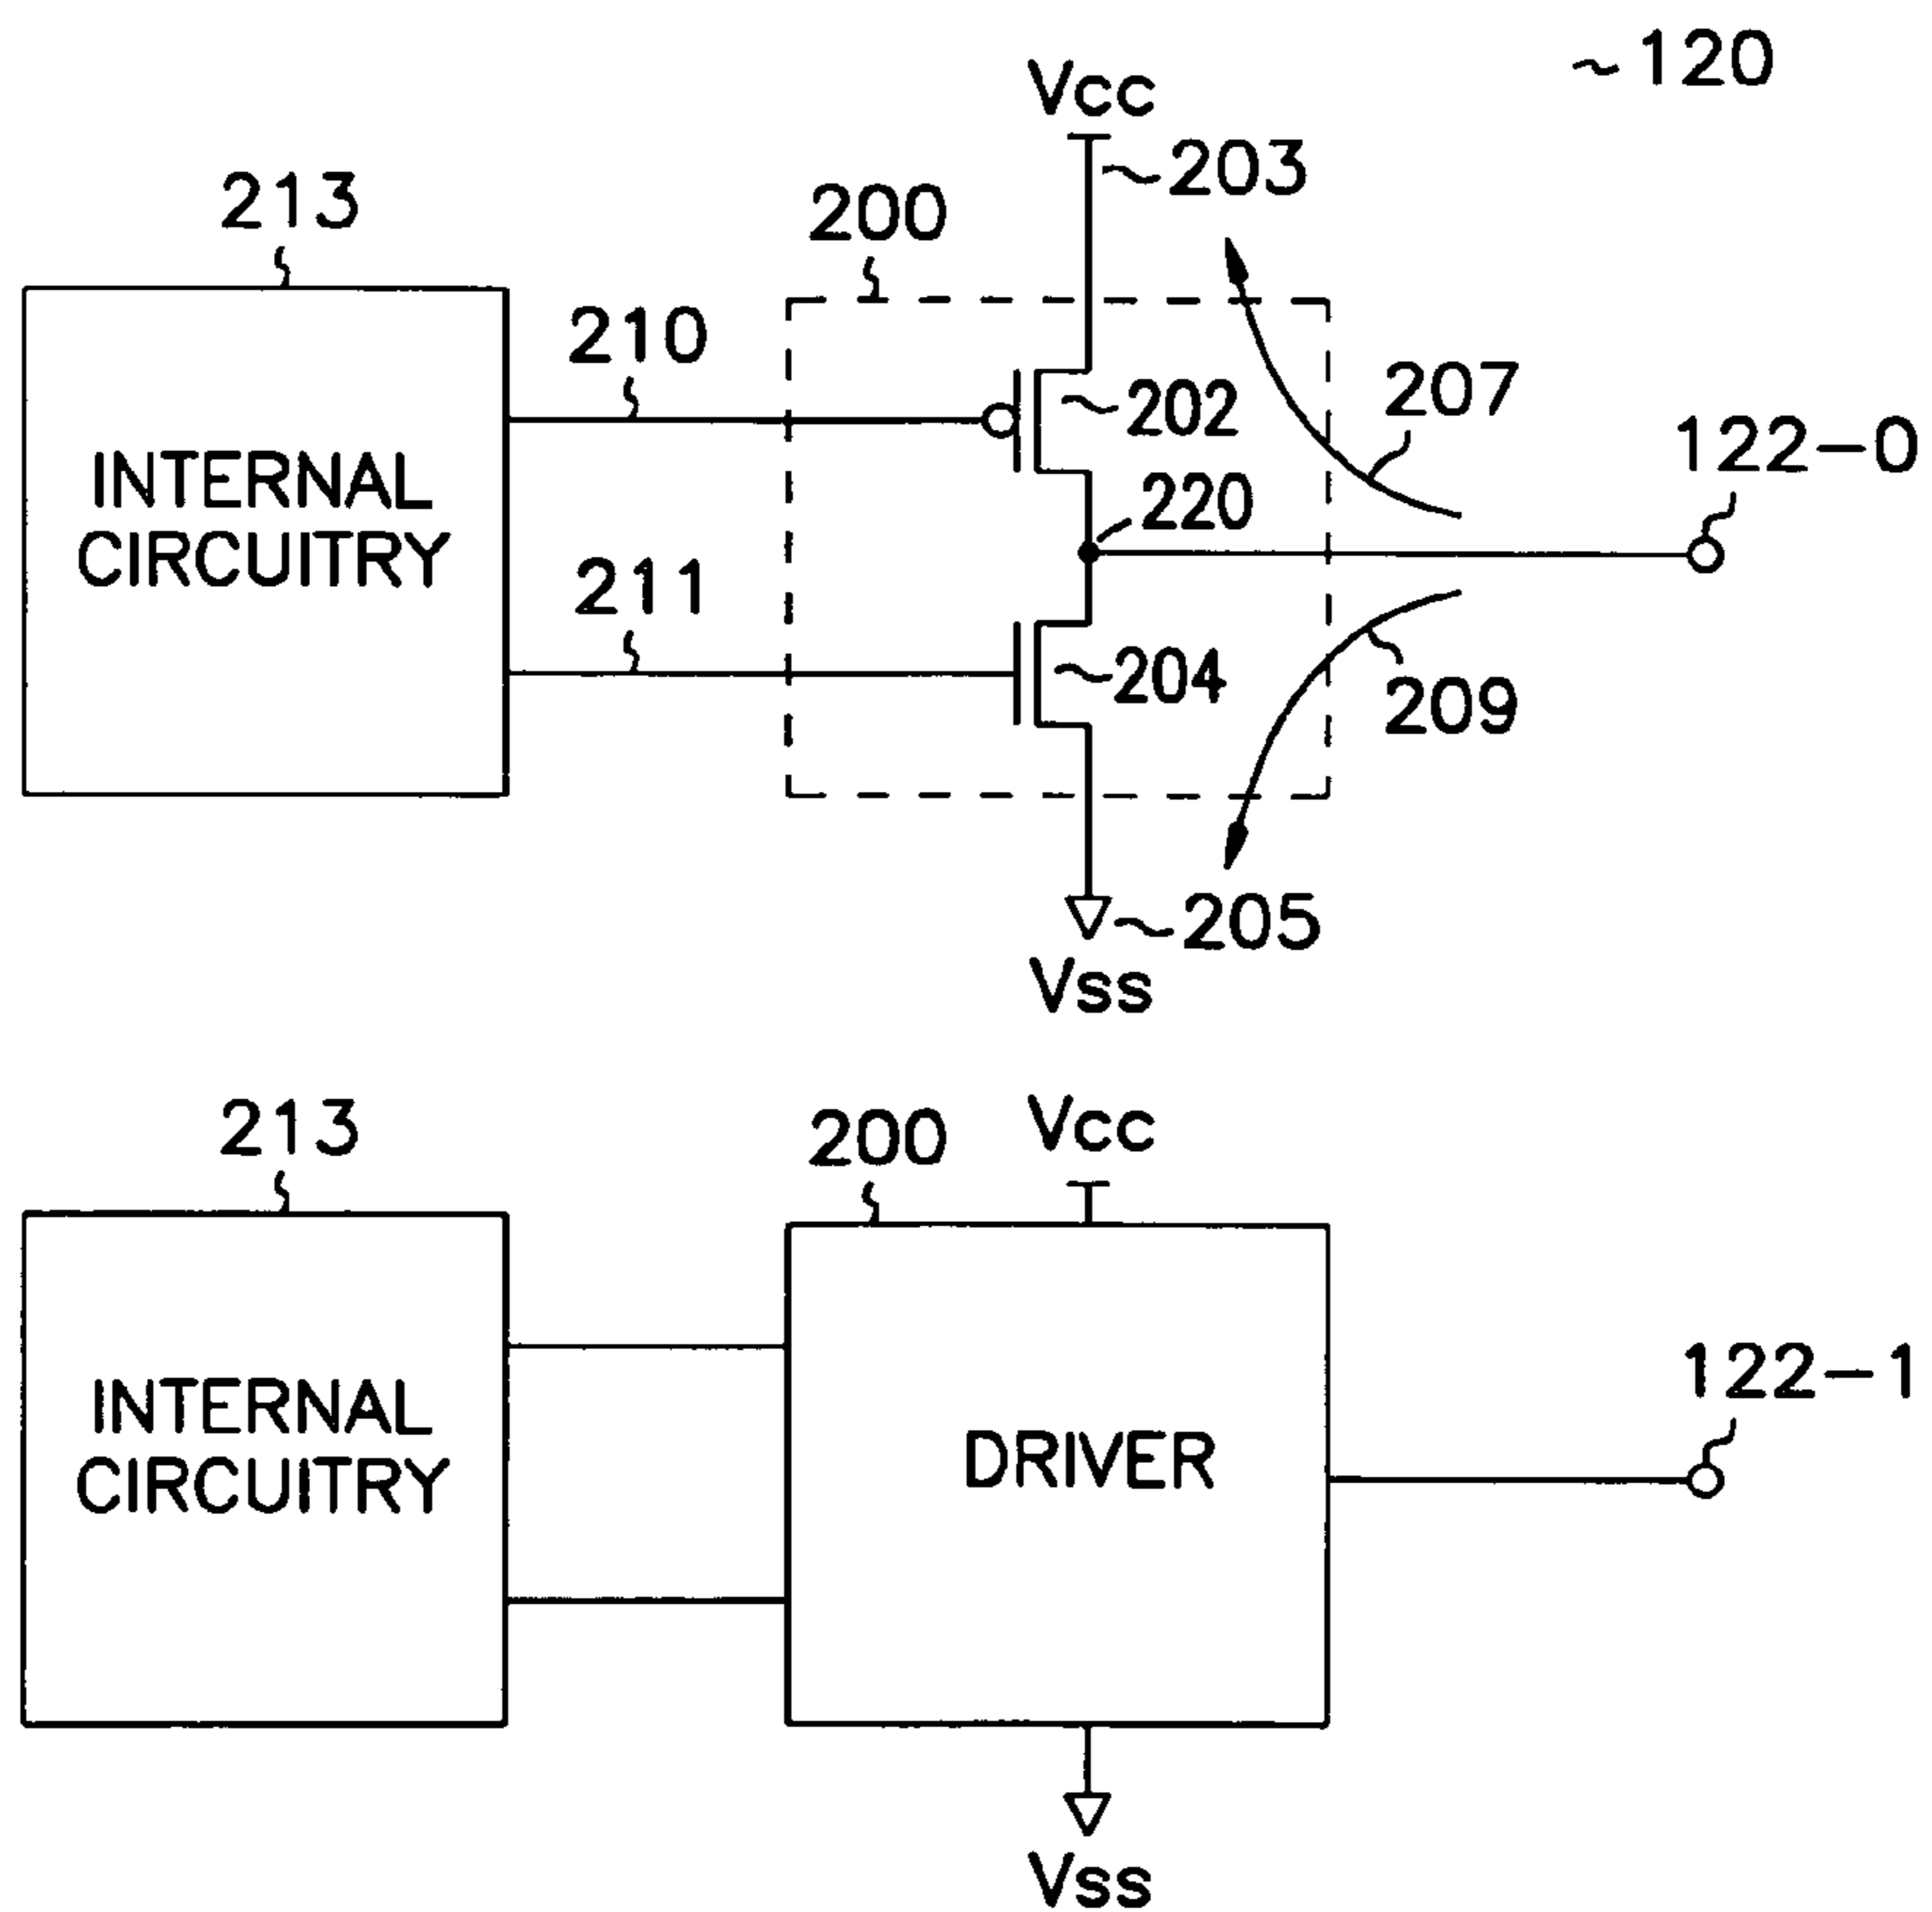 ~120
Vcc
~203
213
200
210
207
~202
122-0
INTERNAL
CIRCUITRY
220
211
~204
209
~205
Vss
213
200
Vcc
122-1
INTERNAL
CIRCUITRY
DRIVER
Vss